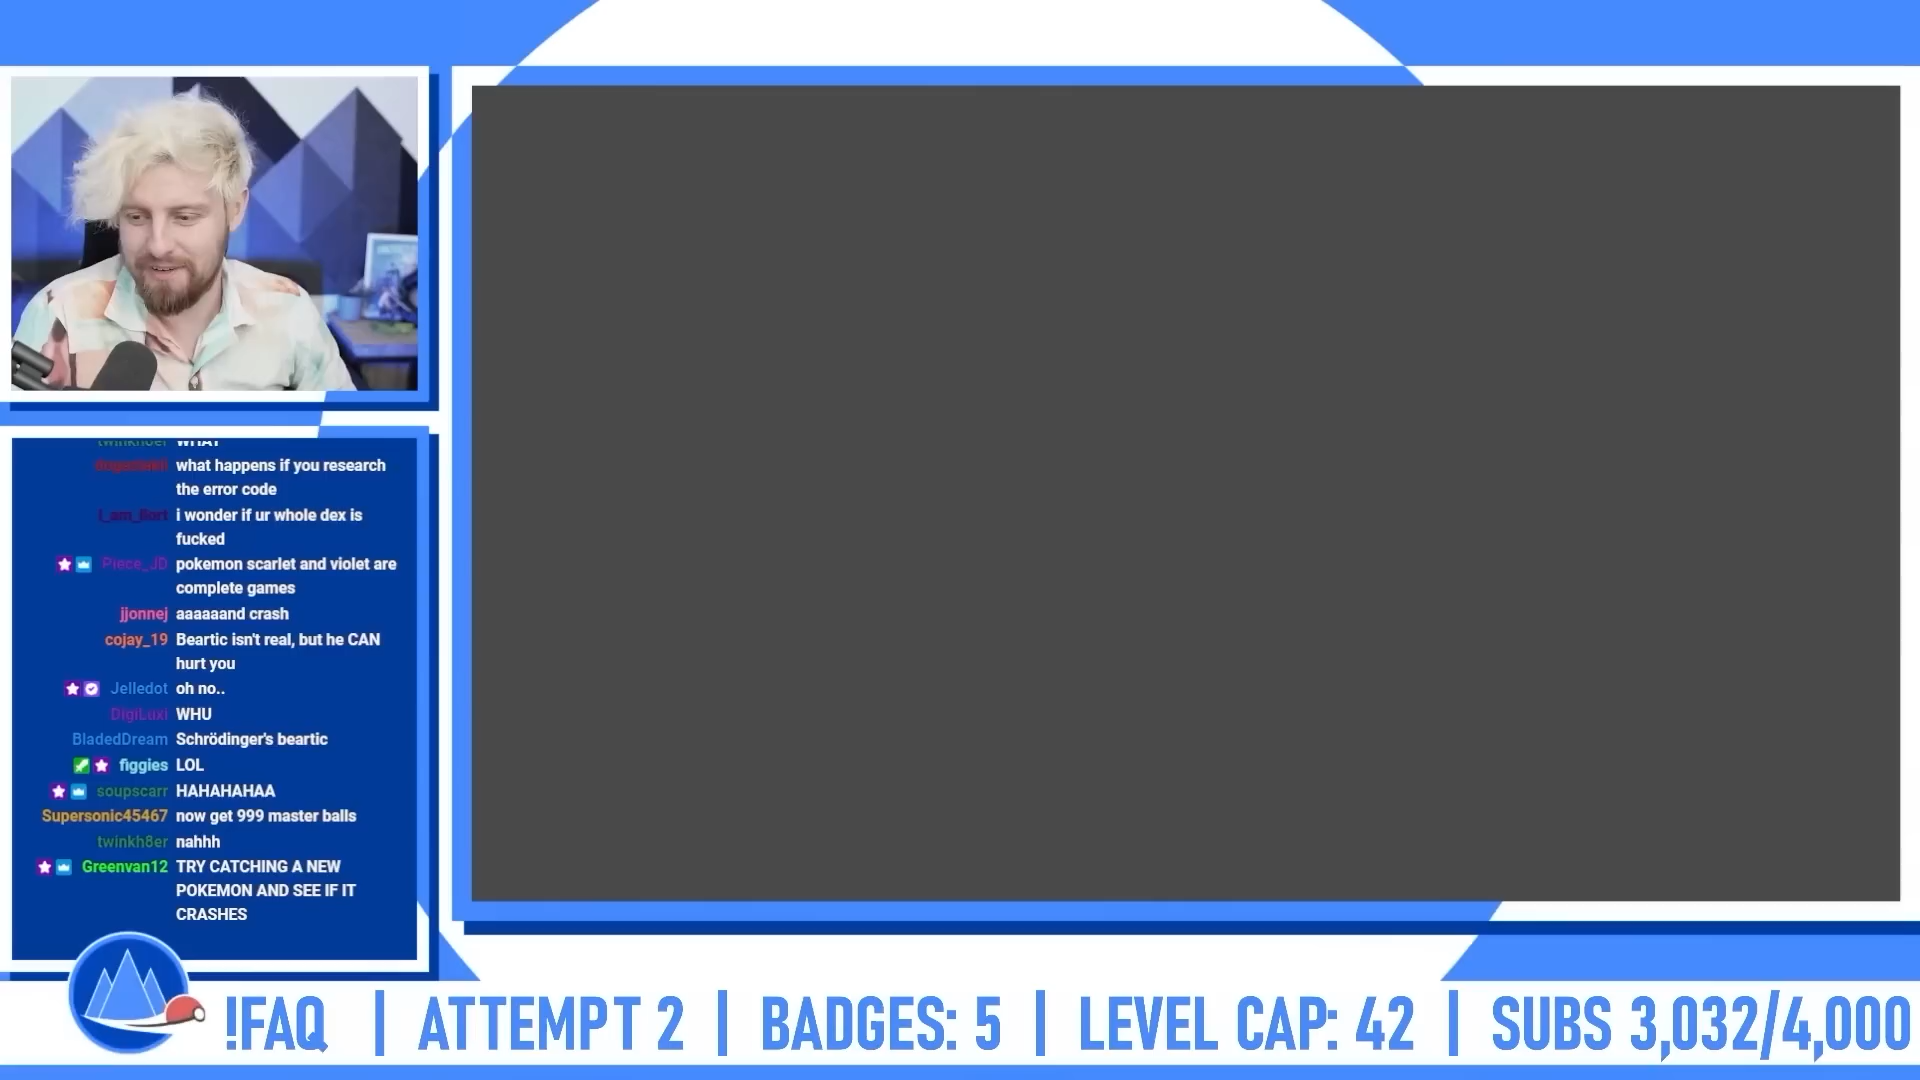 WHAT
what happens if you research
the error code
i_am_Bort i wonder if ur whole dex is
fucked
Piece_JD pokemon scarlet and violet are
complete games
jjonnej aaaaaand crash
cojay_19 Beartic isn't real, but he CAN
hurt you
Jelledot oh no..
DigiLuxi WHU
BladedDream Schrödinger's beartic
figgies LOL
soupscarr HAHAHAHAA
Supersonic45467 now get 999 master balls
twinkh8er nahhh
Greenvan12 TRY CATCHING A NEW
POKEMON AND SEE IF IT
CRASHES
!FAQ | ATTEMPT 2 | BADGES: 5 | LEVEL CAP: 42 | SUBS 3,032/4,000